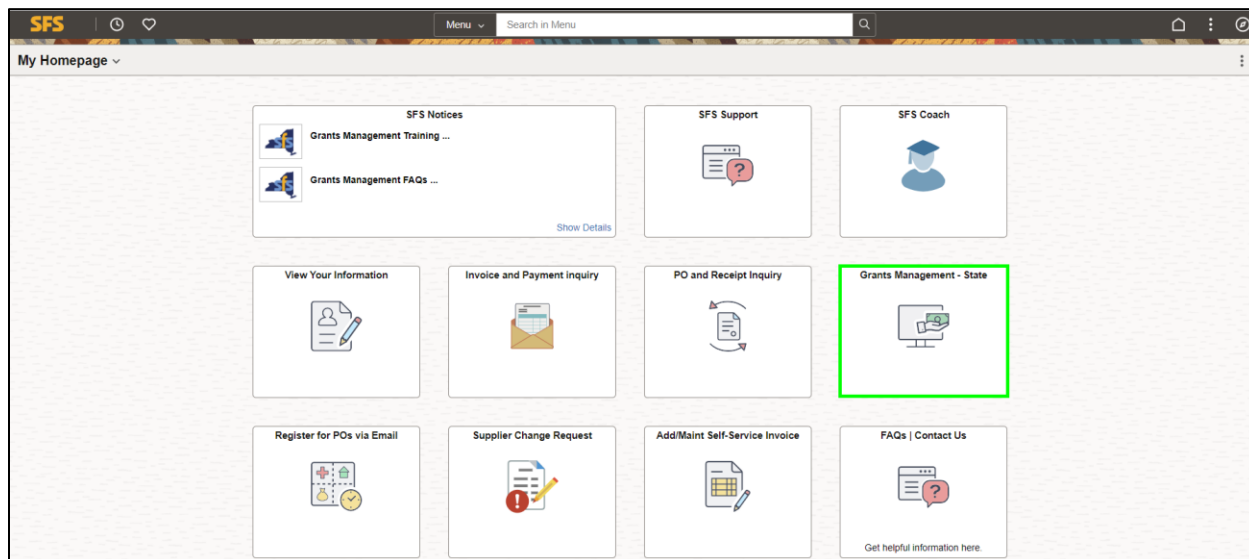 SFS
Menu
Search in Menu
My Homepage
SFS Notices
Grants Management Training ...
Grants Management FAQs ...
Show Details
SFS Support
SFS Coach
View Your Information
Invoice and Payment inquiry
PO and Receipt Inquiry
Grants Management - State
Register for POs via Email
Supplier Change Request
Add/Maint Self-Service Invoice
FAQs | Contact Us
Get helpful information here.